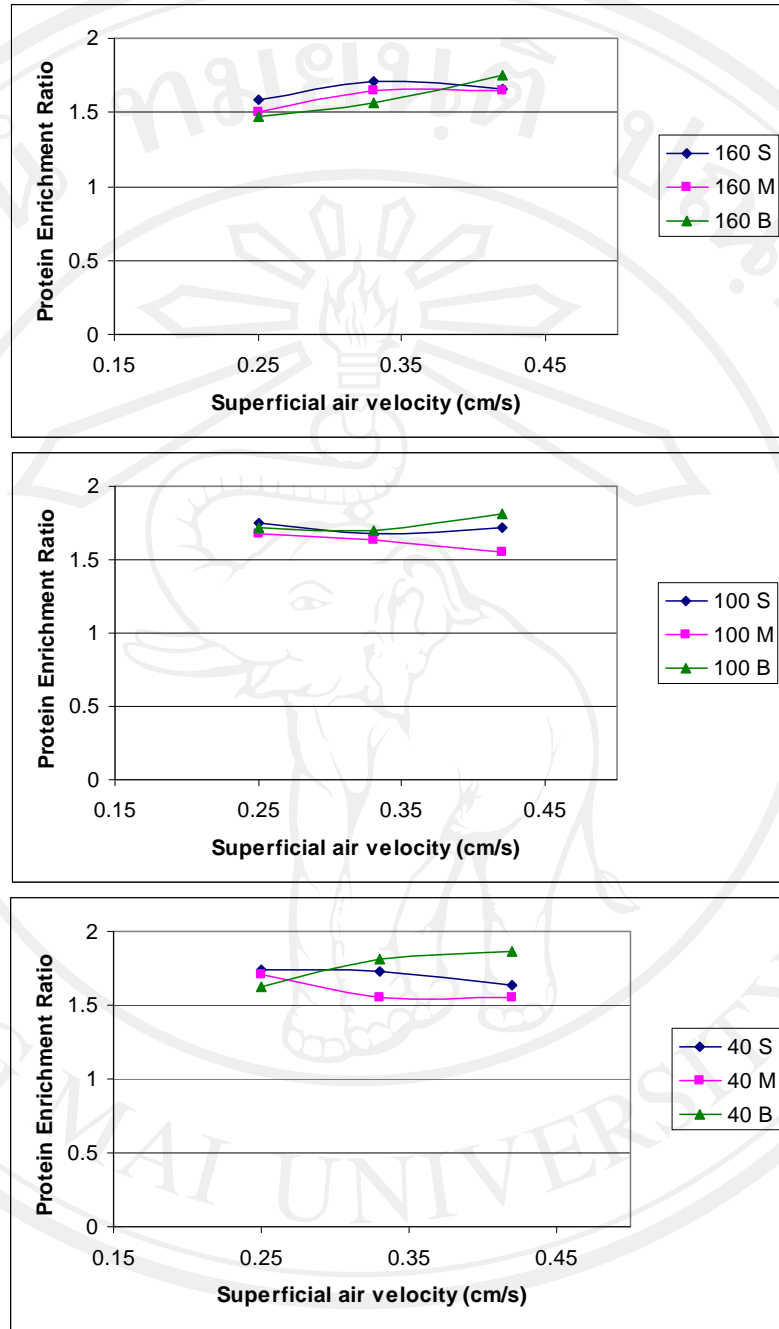 2
1.5
1
0.5
0
0.15 0.25 0.35 0.45
Protein Enrichment Ratio
Superficial air velocity (cm/s)
160 S
160 M
160 B
2
1.5
1
0.5
0
0.15 0.25 0.35 0.45
Protein Enrichment Ratio
Superficial air velocity (cm/s)
100 S
100 M
100 B
2
1.5
1
0.5
0
0.15 0.25 0.35 0.45
Protein Enrichment Ratio
Superficial air velocity (cm/s)
40 S
40 M
40 B
MAI UNIVERSITY